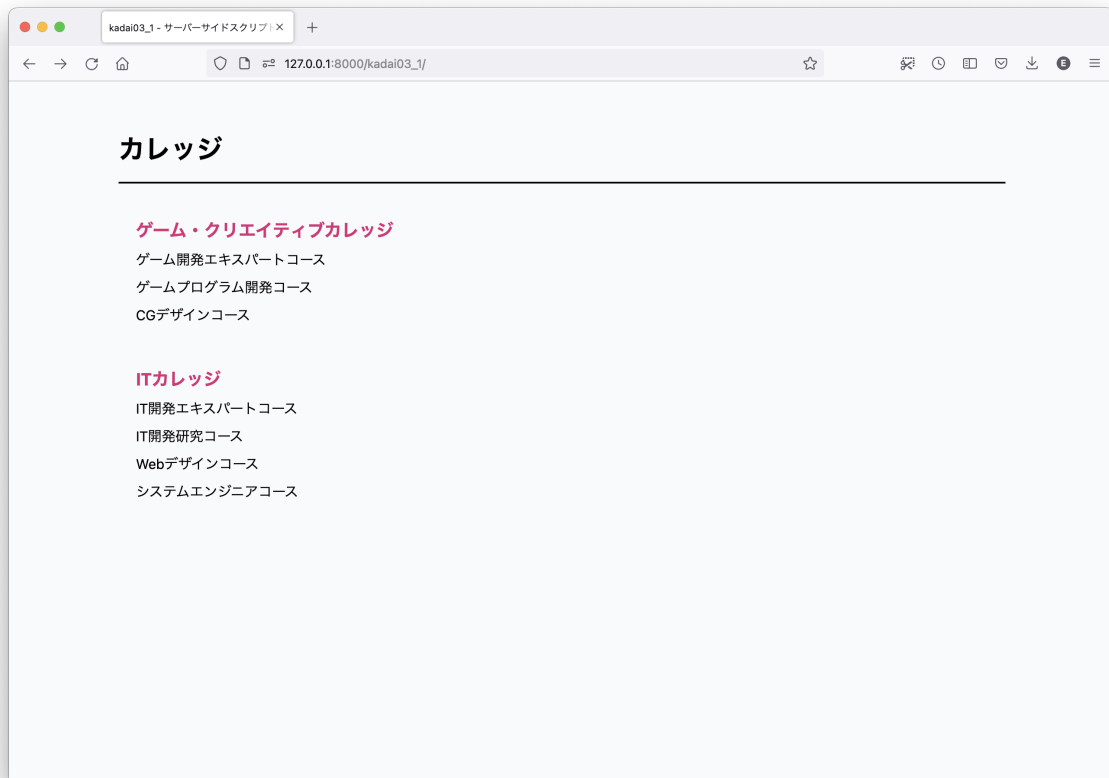 kadai03_1 - サーバーサイドスクリプト
127.0.0.1:8000/kadai03_1/
E
カレッジ
ゲーム・クリエイティブカレッジ
ゲーム開発エキスパートコース
ゲームプログラム開発コース
CGデザインコース
ITカレッジ
IT開発エキスパートコース
IT開発研究コース
Webデザインコース
システムエンジニアコース